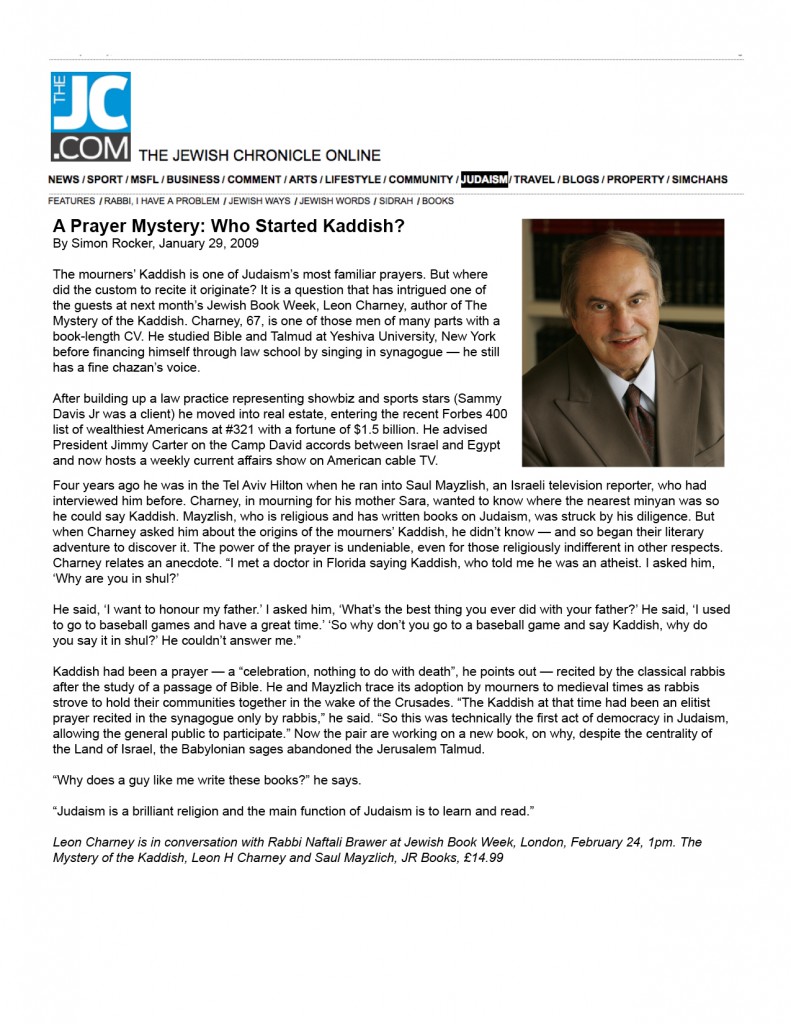 THE
JC
.COM
THE JEWISH CHRONICLE ONLINE
NEWS / SPORT / MSFL / BUSINESS / COMMENT / ARTS / LIFESTYLE / COMMUNITY / JUDAISM / TRAVEL / BLOGS / PROPERTY / SIMCHAHS
FEATURES / RABBI, I HAVE A PROBLEM / JEWISH WAYS / JEWISH WORDS / SIDRAH / BOOKS
A Prayer Mystery: Who Started Kaddish?
By Simon Rocker, January 29, 2009
The mourners’ Kaddish is one of Judaism’s most familiar prayers. But where
did the custom to recite it originate? It is a question that has intrigued one of
the guests at next month’s Jewish Book Week, Leon Charney, author of The
Mystery of the Kaddish. Charney, 67, is one of those men of many parts with a
book-length CV. He studied Bible and Talmud at Yeshiva University, New York
before financing himself through law school by singing in synagogue — he still
has a fine chazan’s voice.
After building up a law practice representing showbiz and sports stars (Sammy
Davis Jr was a client) he moved into real estate, entering the recent Forbes 400
list of wealthiest Americans at #321 with a fortune of $1.5 billion. He advised
President Jimmy Carter on the Camp David accords between Israel and Egypt
and now hosts a weekly current affairs show on American cable TV.
Four years ago he was in the Tel Aviv Hilton when he ran into Saul Mayzlish, an Israeli television reporter, who had
interviewed him before. Charney, in mourning for his mother Sara, wanted to know where the nearest minyan was so
he could say Kaddish. Mayzlish, who is religious and has written books on Judaism, was struck by his diligence. But
when Charney asked him about the origins of the mourners’ Kaddish, he didn’t know — and so began their literary
adventure to discover it. The power of the prayer is undeniable, even for those religiously indifferent in other respects.
Charney relates an anecdote. “I met a doctor in Florida saying Kaddish, who told me he was an atheist. I asked him,
‘Why are you in shul?’
He said, ‘I want to honour my father.’ I asked him, ‘What’s the best thing you ever did with your father?’ He said, ‘I used
to go to baseball games and have a great time.’ ‘So why don’t you go to a baseball game and say Kaddish, why do
you say it in shul?’ He couldn’t answer me.”
Kaddish had been a prayer — a “celebration, nothing to do with death”, he points out — recited by the classical rabbis
after the study of a passage of Bible. He and Mayzlich trace its adoption by mourners to medieval times as rabbis
strove to hold their communities together in the wake of the Crusades. “The Kaddish at that time had been an elitist
prayer recited in the synagogue only by rabbis,” he said. “So this was technically the first act of democracy in Judaism,
allowing the general public to participate.” Now the pair are working on a new book, on why, despite the centrality of
the Land of Israel, the Babylonian sages abandoned the Jerusalem Talmud.
“Why does a guy like me write these books?” he says.
“Judaism is a brilliant religion and the main function of Judaism is to learn and read.”
Leon Charney is in conversation with Rabbi Naftali Brawer at Jewish Book Week, London, February 24, 1pm. The
Mystery of the Kaddish, Leon H Charney and Saul Mayzlich, JR Books, £14.99